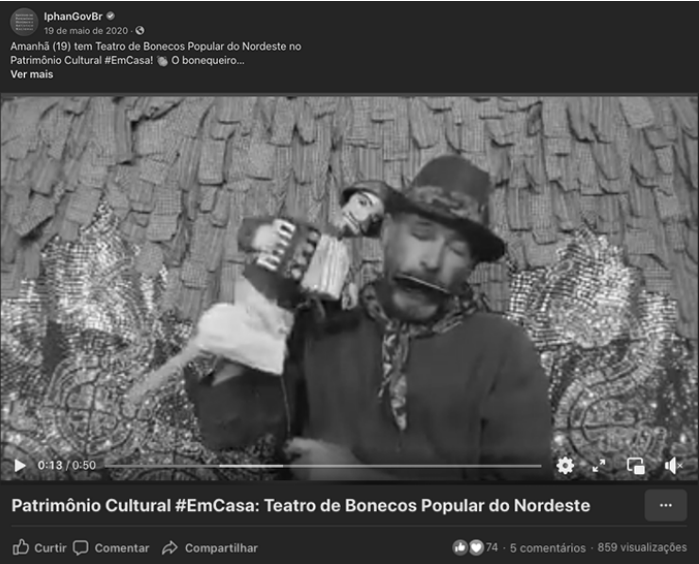 IphanGovBr
19 de maio de 2020 ·
Amanhã (19) tem Teatro de Bonecos Popular do Nordeste no
Patrimônio Cultural #EmCasa! 👏🏾 O bonequeiro...
Ver mais
0:13 / 0:50
Patrimônio Cultural #EmCasa: Teatro de Bonecos Popular do Nordeste
Curtir Comentar Compartilhar 74 · 5 comentários · 859 visualizações